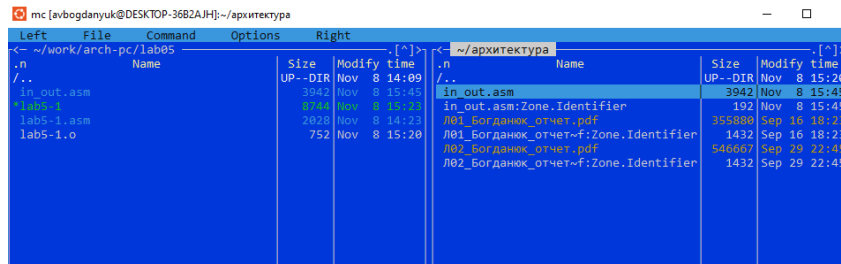 mc [avbogdanyuk@DESKTOP-36B2AJH]:~/архитектура
Left File Command Options Right
<- ~/work/arch-pc/lab05 .[^]>
.n Name Size Modify time
/.. UP--DIR Nov 8 14:09
in_out.asm 3942 Nov 8 15:45
*lab5-1 8744 Nov 8 15:23
lab5-1.asm 2028 Nov 8 14:23
lab5-1.o 752 Nov 8 15:20
<- ~/архитектура .[^]
.n Name Size Modify time
/.. UP--DIR Nov 8 15:20
in_out.asm 3942 Nov 8 15:45
in_out.asm:Zone.Identifier 192 Nov 8 15:45
Л01_Богданюк_отчет.pdf 355880 Sep 16 18:2
Л01_Богданюк_отчет~f:Zone.Identifier 1432 Sep 16 18:2
Л02_Богданюк_отчет.pdf 546667 Sep 29 22:4
Л02_Богданюк_отчет~f:Zone.Identifier 1432 Sep 29 22:4